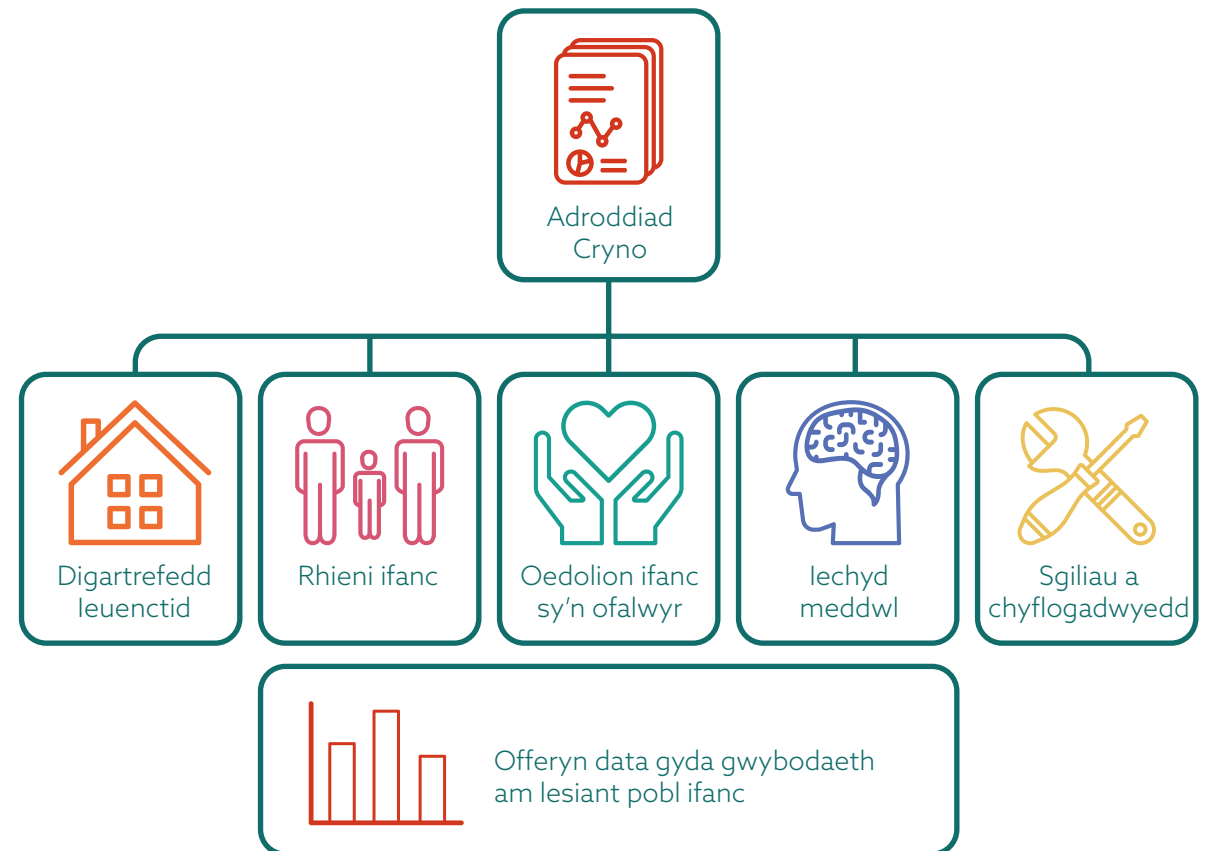 Adroddiad
Cryno
Digartrefedd
Ieuenctid
Rhieni ifanc
Oedolion ifanc
sy'n ofalwyr
Iechyd
meddwl
Sgiliau a
chyflogadwyedd
Offeryn data gyda gwybodaeth
am lesiant pobl ifanc